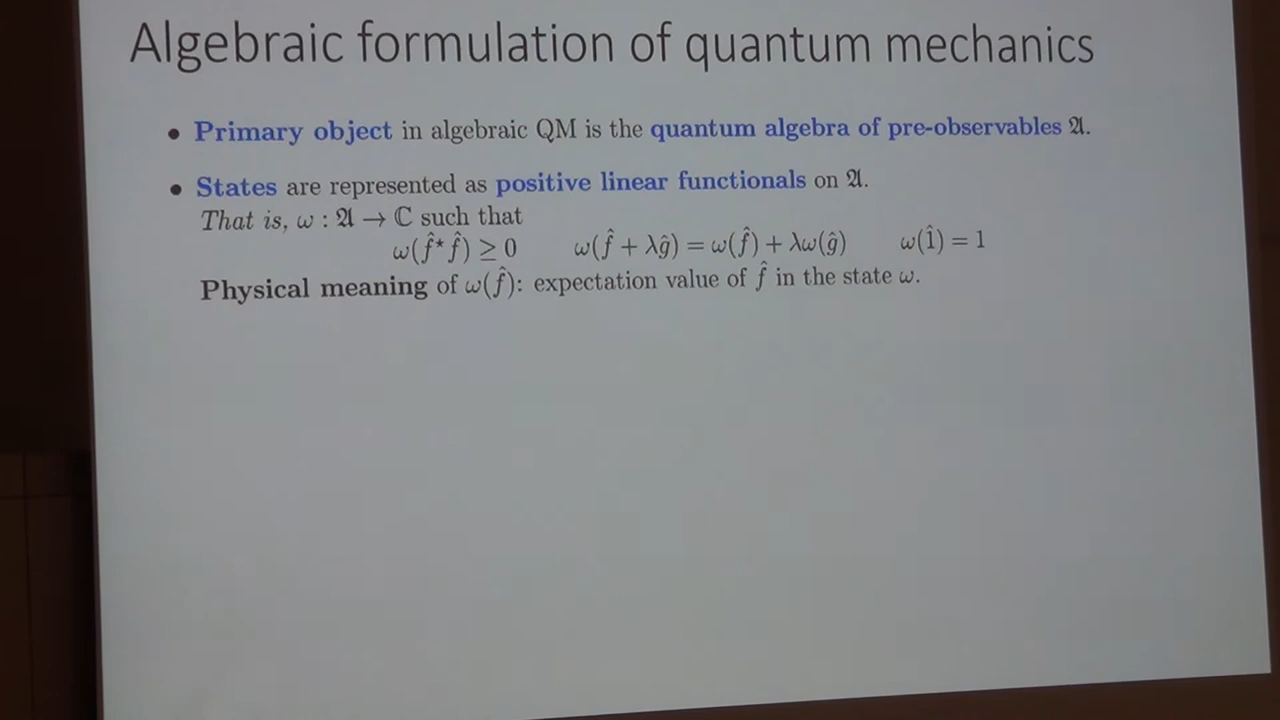 Algebraic formulation of quantum mechanics
• Primary object in algebraic QM is the quantum algebra of pre-observables 𝔄.
• States are represented as positive linear functionals on 𝔄.
That is, ω : 𝔄 → ℂ such that
ω(f̂* f̂) ≥ 0 ω(f̂ + λĝ) = ω(f̂) + λω(ĝ) ω(1̂) = 1
Physical meaning of ω(f̂): expectation value of f̂ in the state ω.